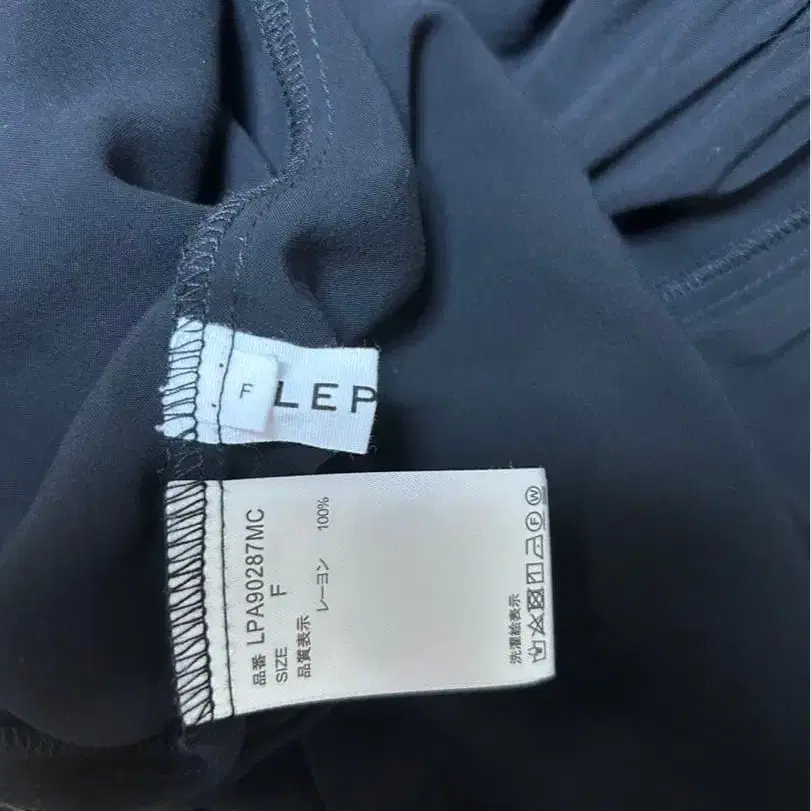 F
LEP
品番 LPA90287MC
SIZE F
品質表示
レーヨン 100%
洗濯絵表示
F W